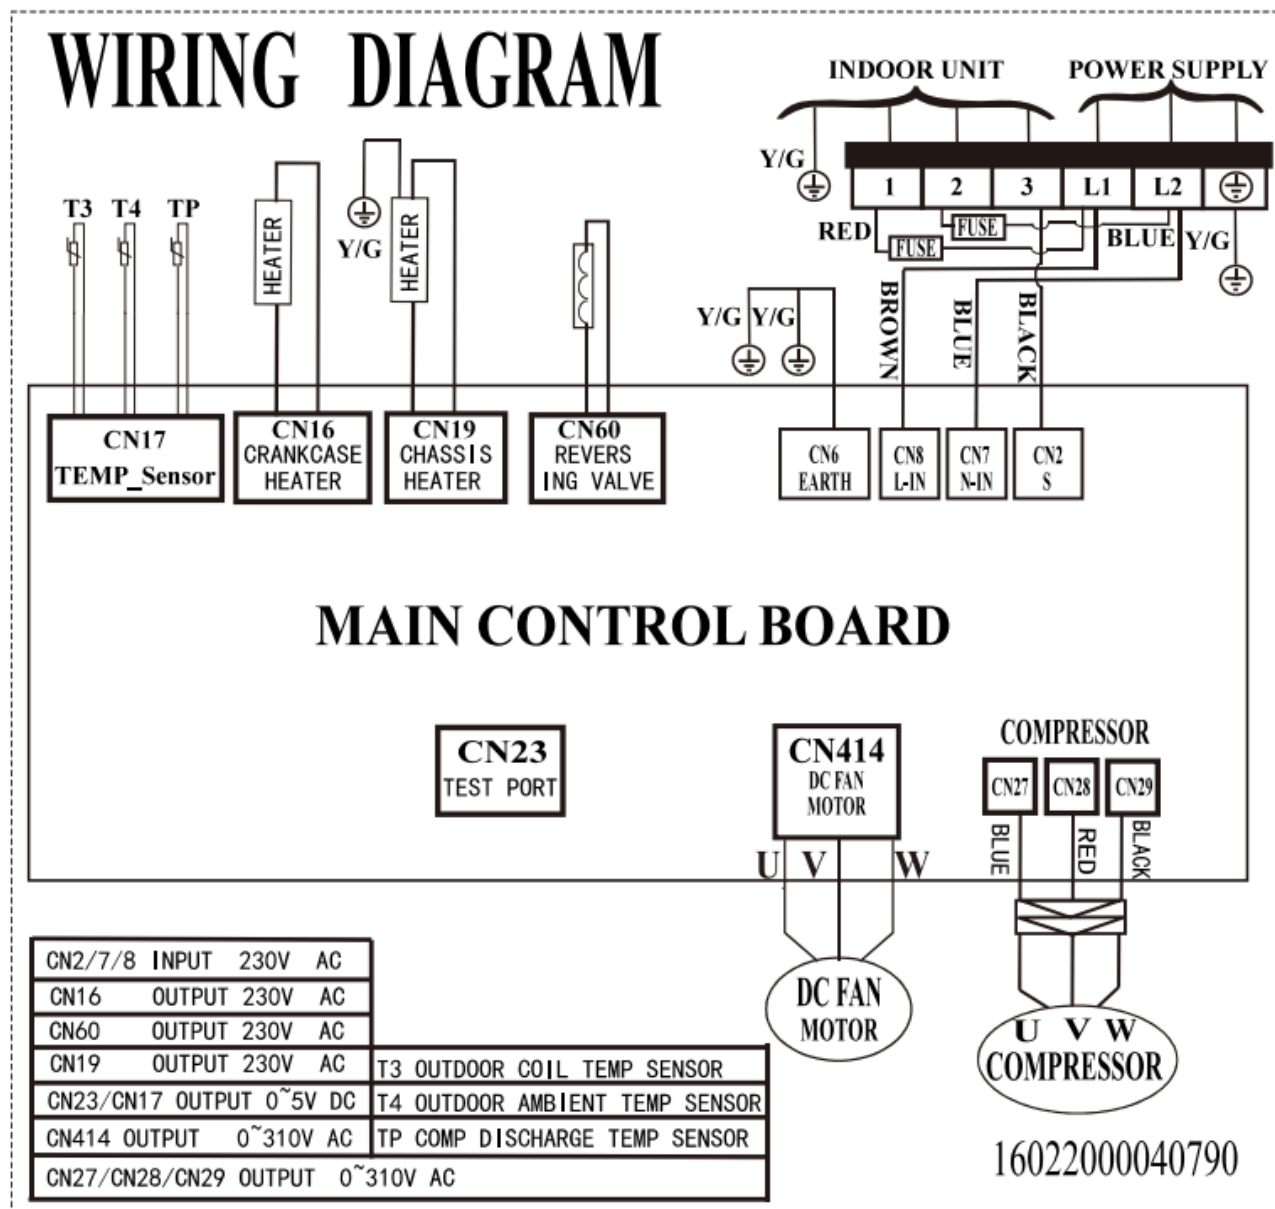 WIRING DIAGRAM
INDOOR UNIT
POWER SUPPLY
Y/G
1
2
3
L1
L2
RED
FUSE
FUSE
BLUE
Y/G
T3
T4
TP
HEATER
Y/G
HEATER
Y/G
Y/G
BROWN
BLUE
BLACK
CN17
TEMP_Sensor
CN16
CRANKCASE
HEATER
CN19
CHASSIS
HEATER
CN60
REVERS
ING VALVE
CN6
EARTH
CN8
L-IN
CN7
N-IN
CN2
S
MAIN CONTROL BOARD
CN23
TEST PORT
CN414
DC FAN
MOTOR
COMPRESSOR
CN27
CN28
CN29
BLUE
RED
BLACK
U
V
W
DC FAN
MOTOR
U V W
COMPRESSOR
CN2/7/8 INPUT 230V AC
CN16 OUTPUT 230V AC
CN60 OUTPUT 230V AC
CN19 OUTPUT 230V AC
T3 OUTDOOR COIL TEMP SENSOR
CN23/CN17 OUTPUT 0~5V DC
T4 OUTDOOR AMBIENT TEMP SENSOR
CN414 OUTPUT 0~310V AC
TP COMP DISCHARGE TEMP SENSOR
CN27/CN28/CN29 OUTPUT 0~310V AC
16022000040790